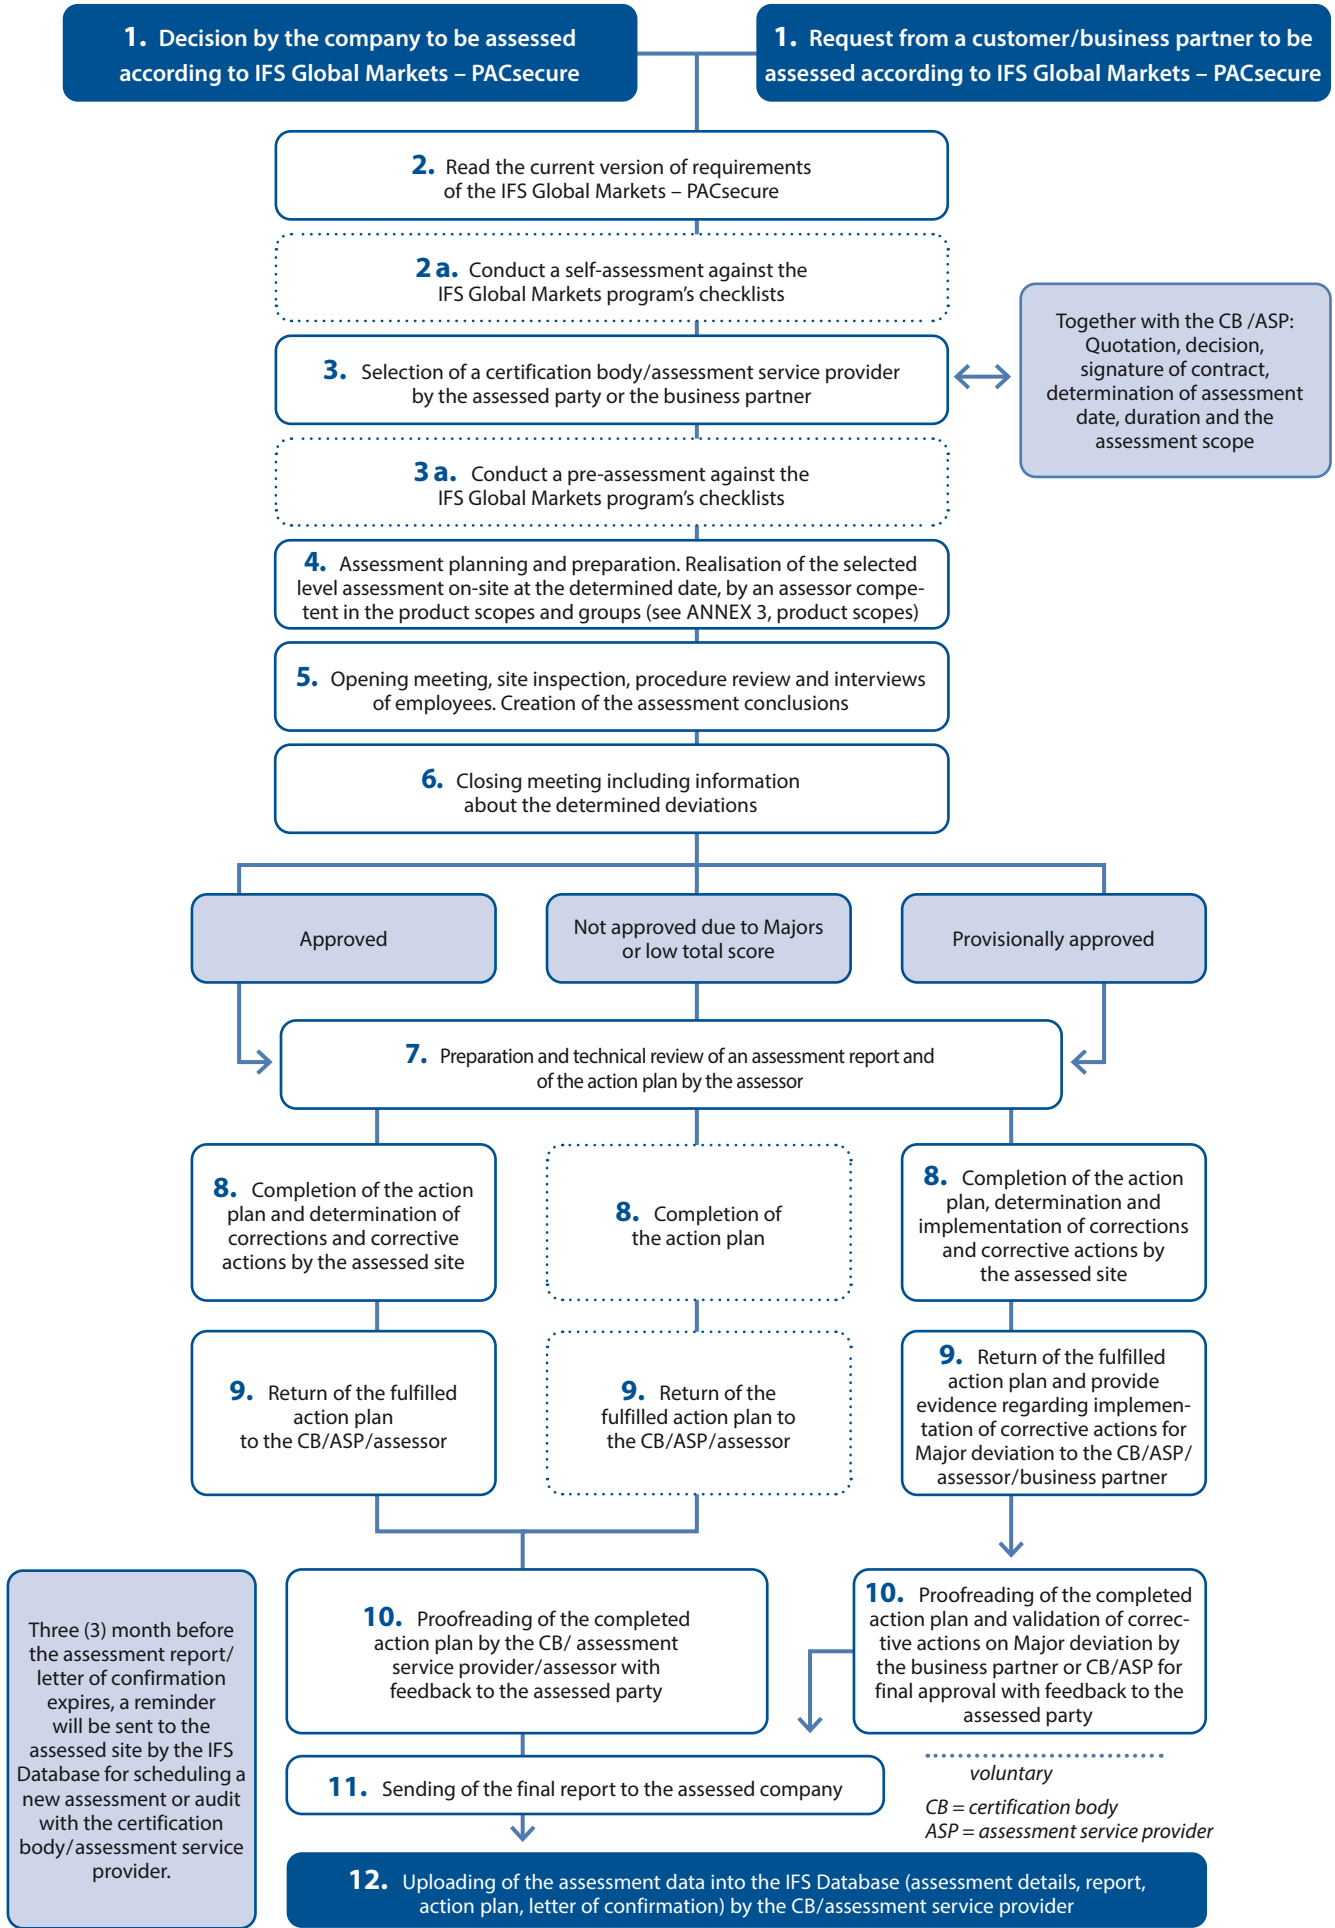 1. Decision by the company to be assessed
according to IFS Global Markets – PACsecure
1. Request from a customer/business partner to be
assessed according to IFS Global Markets – PACsecure
2. Read the current version of requirements
of the IFS Global Markets – PACsecure
2 a. Conduct a self-assessment against the
IFS Global Markets program's checklists
3. Selection of a certification body/assessment service provider
by the assessed party or the business partner
Together with the CB /ASP:
Quotation, decision,
signature of contract,
determination of assessment
date, duration and the
assessment scope
3 a. Conduct a pre-assessment against the
IFS Global Markets program's checklists
4. Assessment planning and preparation. Realisation of the selected
level assessment on-site at the determined date, by an assessor compe-
tent in the product scopes and groups (see ANNEX 3, product scopes)
5. Opening meeting, site inspection, procedure review and interviews
of employees. Creation of the assessment conclusions
6. Closing meeting including information
about the determined deviations
Approved
Not approved due to Majors
or low total score
Provisionally approved
7. Preparation and technical review of an assessment report and
of the action plan by the assessor
8. Completion of the action
plan and determination of
corrections and corrective
actions by the assessed site
8. Completion of
the action plan
8. Completion of the action
plan, determination and
implementation of corrections
and corrective actions by
the assessed site
9. Return of the fulfilled
action plan
to the CB/ASP/assessor
9. Return of the
fulfilled action plan to
the CB/ASP/assessor
9. Return of the fulfilled
action plan and provide
evidence regarding implemen-
tation of corrective actions for
Major deviation to the CB/ASP/
assessor/business partner
Three (3) month before
the assessment report/
letter of confirmation
expires, a reminder
will be sent to the
assessed site by the IFS
Database for scheduling a
new assessment or audit
with the certification
body/assessment service
provider.
10. Proofreading of the completed
action plan by the CB/ assessment
service provider/assessor with
feedback to the assessed party
10. Proofreading of the completed
action plan and validation of correc-
tive actions on Major deviation by
the business partner or CB/ASP for
final approval with feedback to the
assessed party
11. Sending of the final report to the assessed company
voluntary
CB = certification body
ASP = assessment service provider
12. Uploading of the assessment data into the IFS Database (assessment details, report,
action plan, letter of confirmation) by the CB/assessment service provider